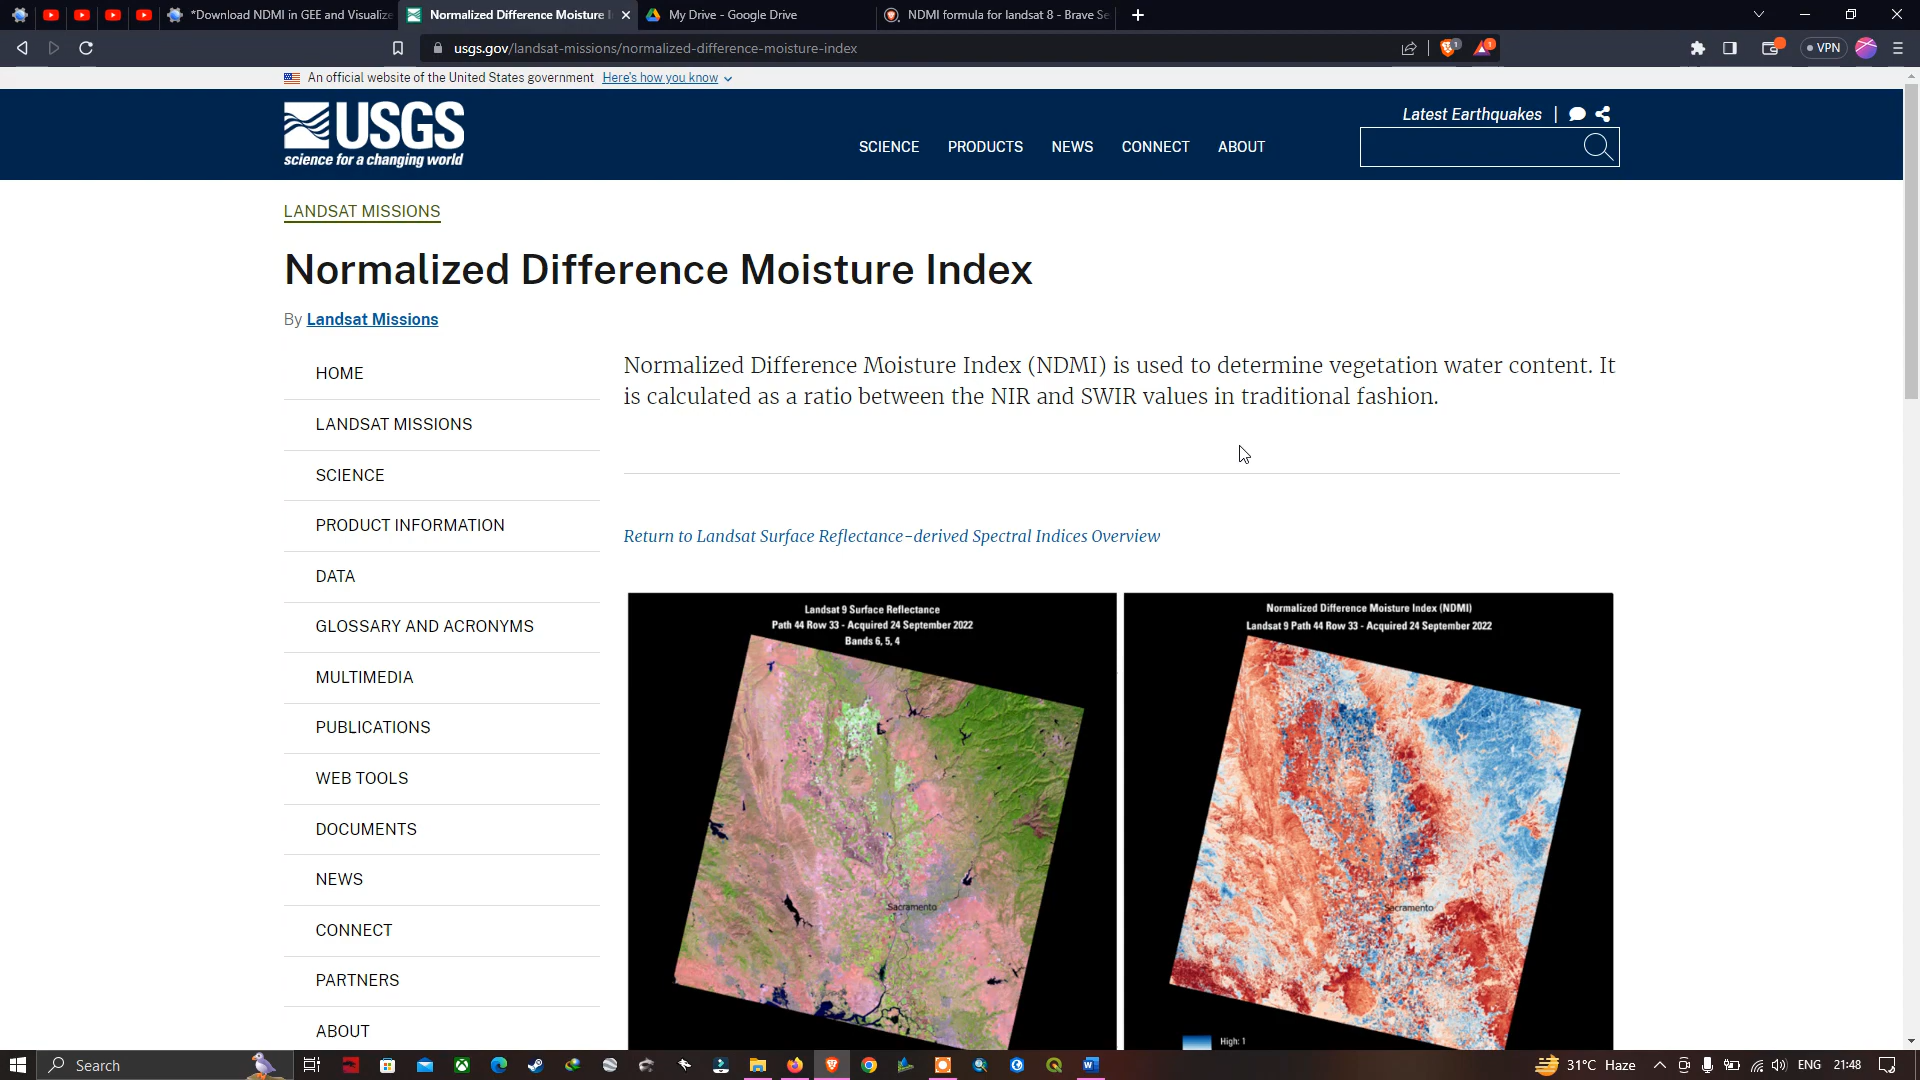 *Download NDMI in GEE and Visualize
Normalized Difference Moisture I
My Drive - Google Drive
NDMI formula for landsat 8 - Brave Se
usgs.gov/landsat-missions/normalized-difference-moisture-index
VPN
An official website of the United States government Here's how you know
USGS
science for a changing world
Latest Earthquakes |
SCIENCE PRODUCTS NEWS CONNECT ABOUT
LANDSAT MISSIONS
Normalized Difference Moisture Index
By Landsat Missions
HOME
LANDSAT MISSIONS
SCIENCE
PRODUCT INFORMATION
DATA
GLOSSARY AND ACRONYMS
MULTIMEDIA
PUBLICATIONS
WEB TOOLS
DOCUMENTS
NEWS
CONNECT
PARTNERS
ABOUT
Normalized Difference Moisture Index (NDMI) is used to determine vegetation water content. It
is calculated as a ratio between the NIR and SWIR values in traditional fashion.
Return to Landsat Surface Reflectance-derived Spectral Indices Overview
Landsat 9 Surface Reflectance
Path 44 Row 33 - Acquired 24 September 2022
Bands 6, 5, 4
Sacramento
Normalized Difference Moisture Index (NDMI)
Landsat 9 Path 44 Row 33 - Acquired 24 September 2022
Sacramento
High: 1
Search
31°C Haze
ENG
21:48